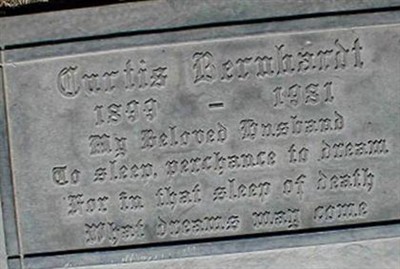 Curtis Bernhardt
1899 - 1981
My Beloved Husband
To sleep, perchance to dream
For in that sleep of death
What dreams may come